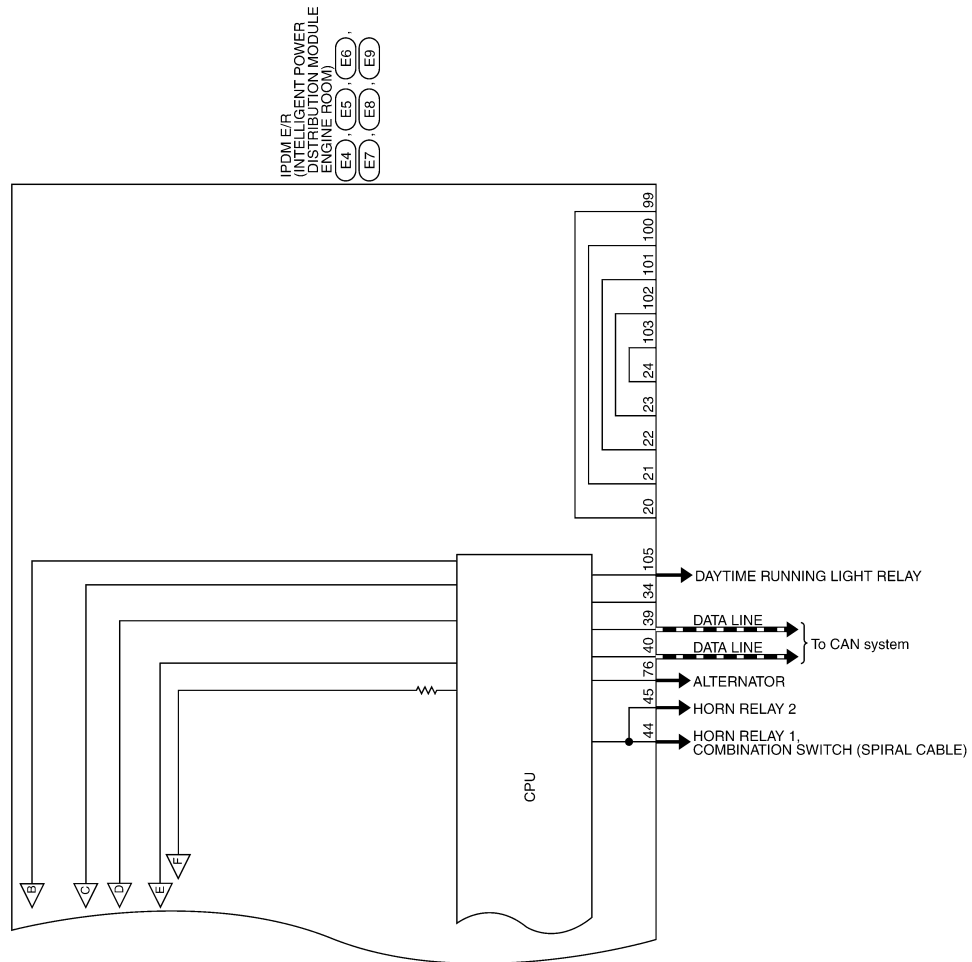 IPDM E/R
(INTELLIGENT POWER
DISTRIBUTION MODULE
ENGINE ROOM)
E4 , E5 , E6 ,
E7 , E8 , E9
99
100
101
102
103
24
23
22
21
20
105
DAYTIME RUNNING LIGHT RELAY
34
39
DATA LINE
40
DATA LINE
To CAN system
76
ALTERNATOR
45
HORN RELAY 2
44
HORN RELAY 1,
COMBINATION SWITCH (SPIRAL CABLE)
CPU
B
C
D
E
F